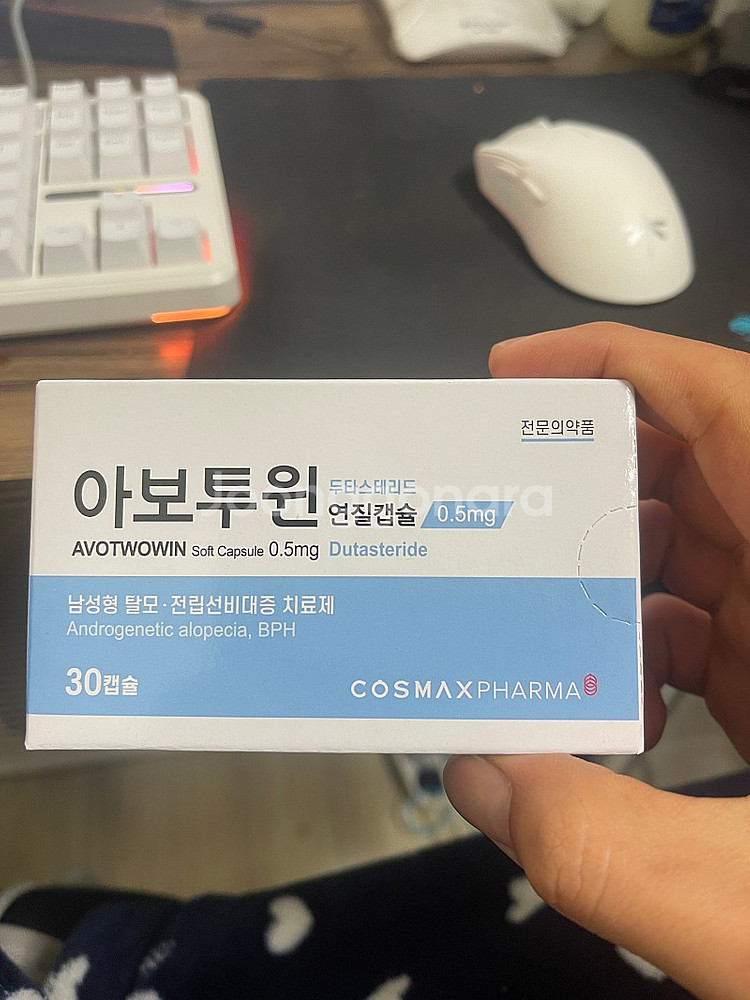 전문의약품
아보투윈 두타스테리드
연질캡슐 0.5mg
AVOTWOWIN Soft Capsule 0.5mg Dutasteride
남성형 탈모·전립선비대증 치료제
Androgenetic alopecia, BPH
30캡슐
COSMAXPHARMA